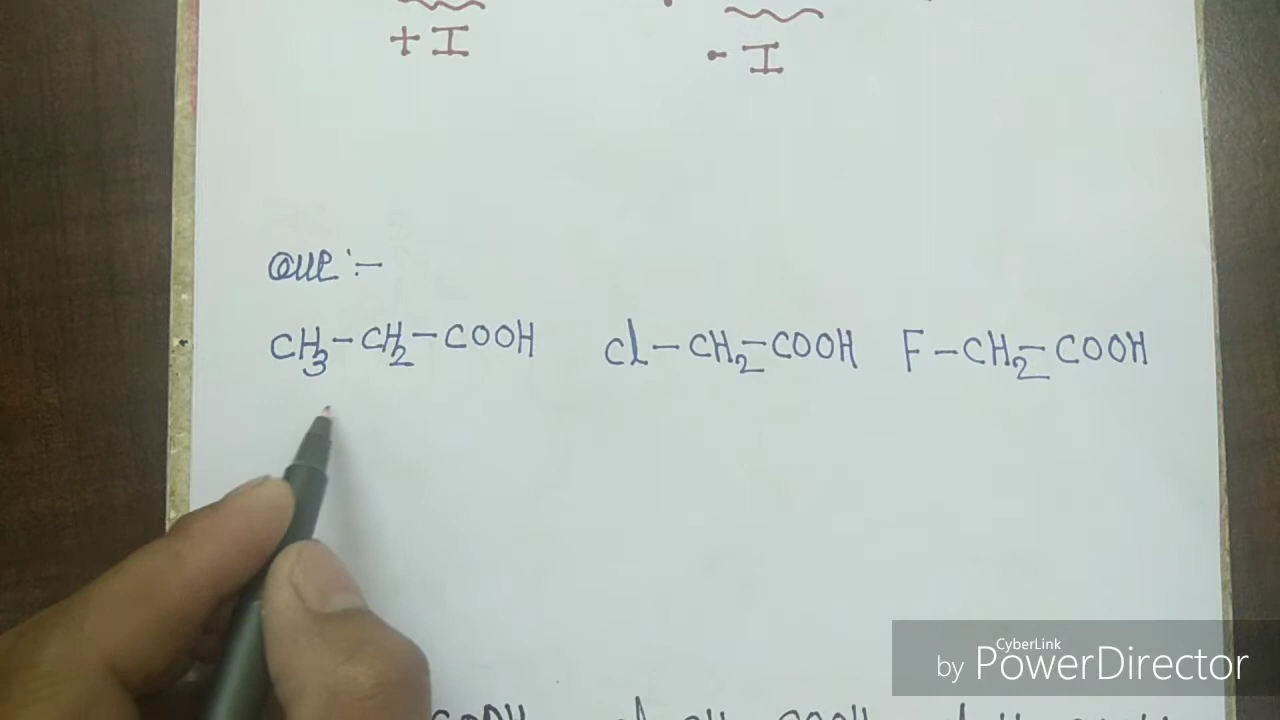 +I -I
Que :-
CH3-CH2-COOH Cl-CH2-COOH F-CH2-COOH
CyberLink
by PowerDirector